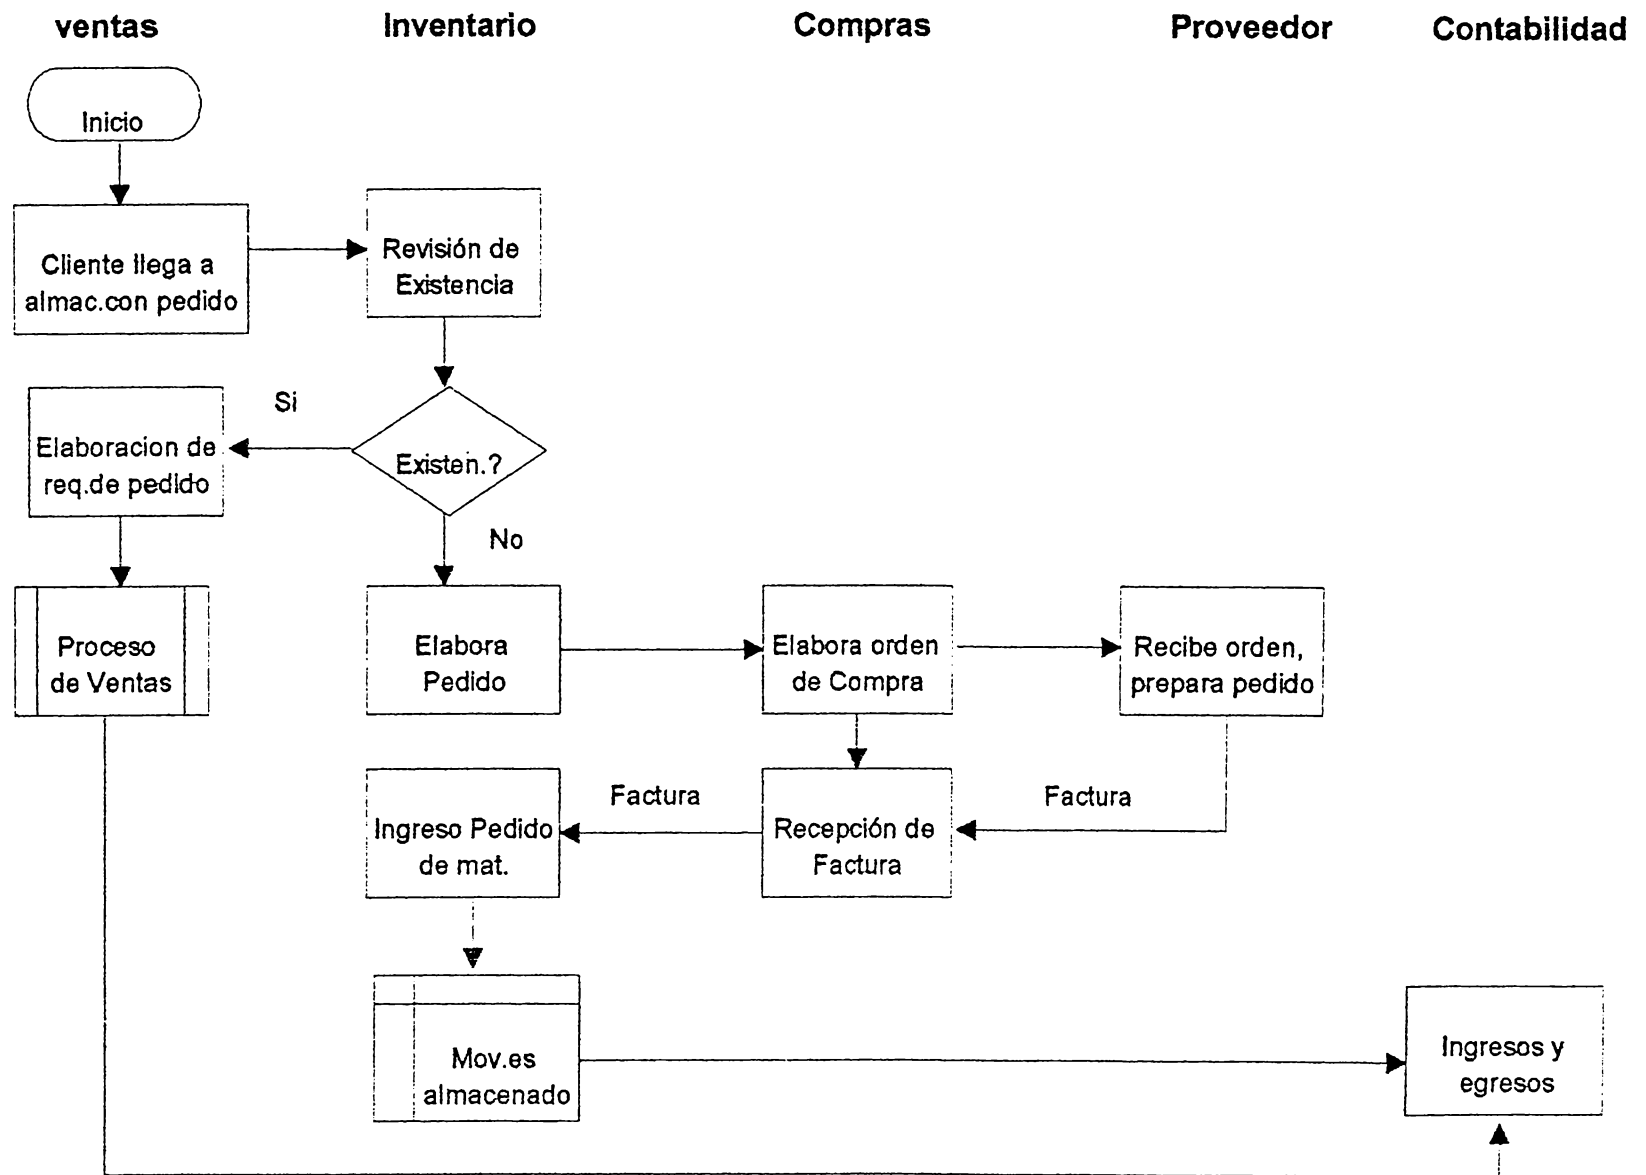 ventas
Inventario
Compras
Proveedor
Contabilidad
Inicio
Cliente llega a
almac.con pedido
Revisión de
Existencia
Si
Elaboracion de
req.de pedido
Existen.?
No
Proceso
de Ventas
Elabora
Pedido
Elabora orden
de Compra
Recibe orden,
prepara pedido
Ingreso Pedido
de mat.
Factura
Recepción de
Factura
Factura
Mov.es
almacenado
Ingresos y
egresos